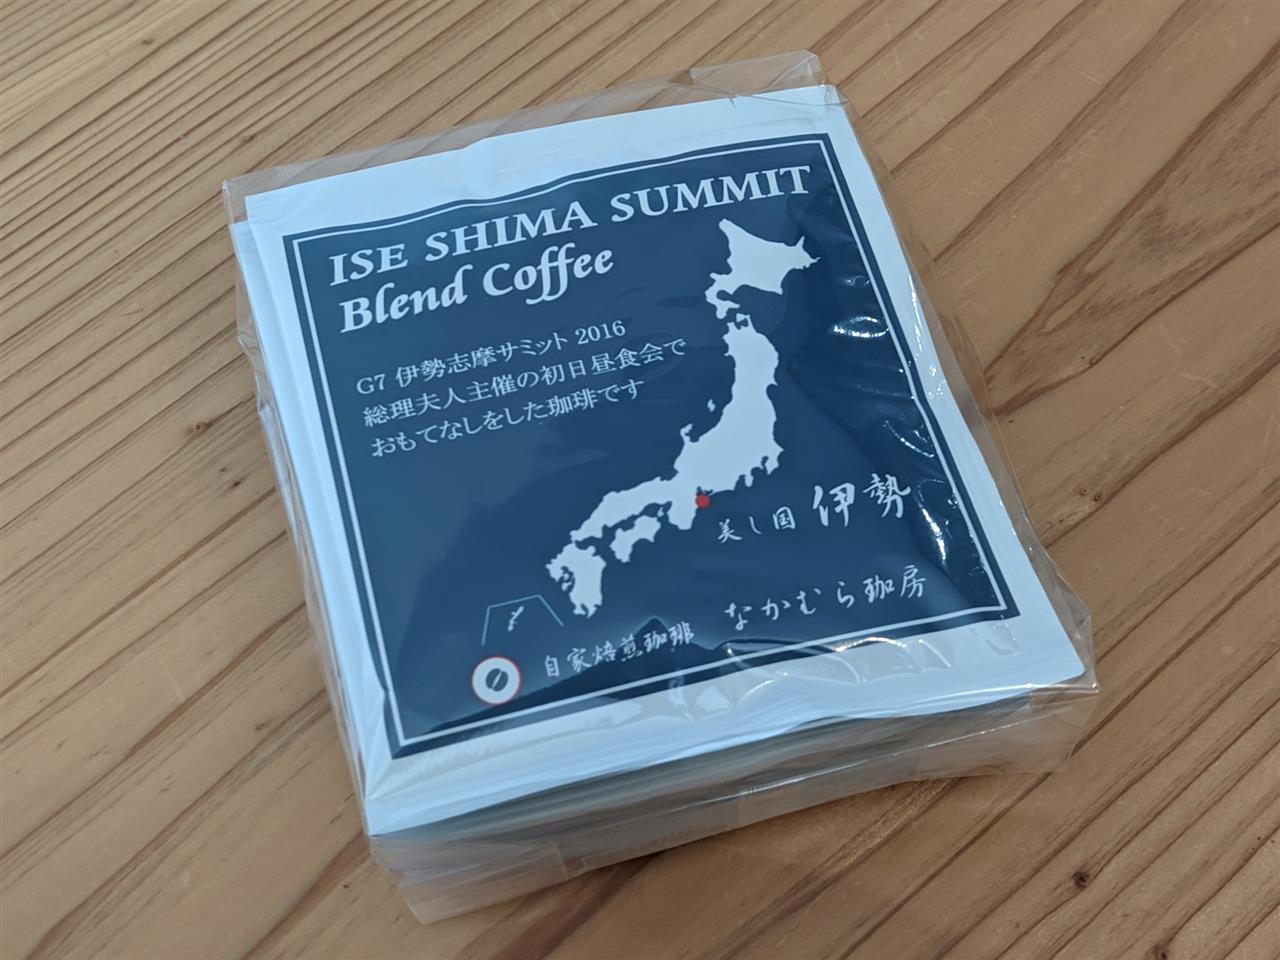 ISE SHIMA SUMMIT
Blend Coffee
G7 伊勢志摩サミット 2016
総理夫人主催の初日昼食会で
おもてなしをした珈琲です
美し国 伊勢
自家焙煎珈琲 なかむら珈房